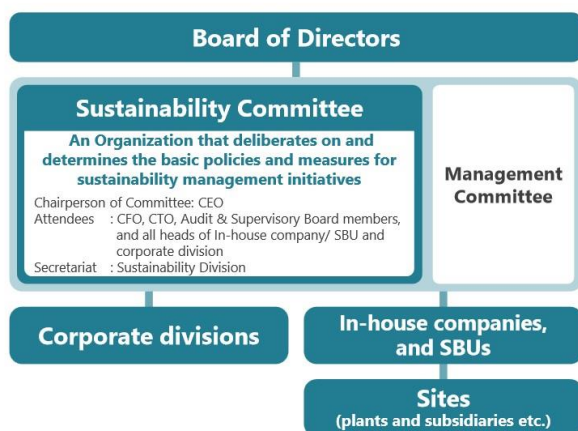 Board of Directors
Sustainability Committee
An Organization that deliberates on and
determines the basic policies and measures for
sustainability management initiatives
Chairperson of Committee: CEO
Attendees : CFO, CTO, Audit & Supervisory Board members,
and all heads of In-house company/ SBU and
corporate division
Secretariat : Sustainability Division
Management
Committee
Corporate divisions
In-house companies,
and SBUs
Sites
(plants and subsidiaries etc.)